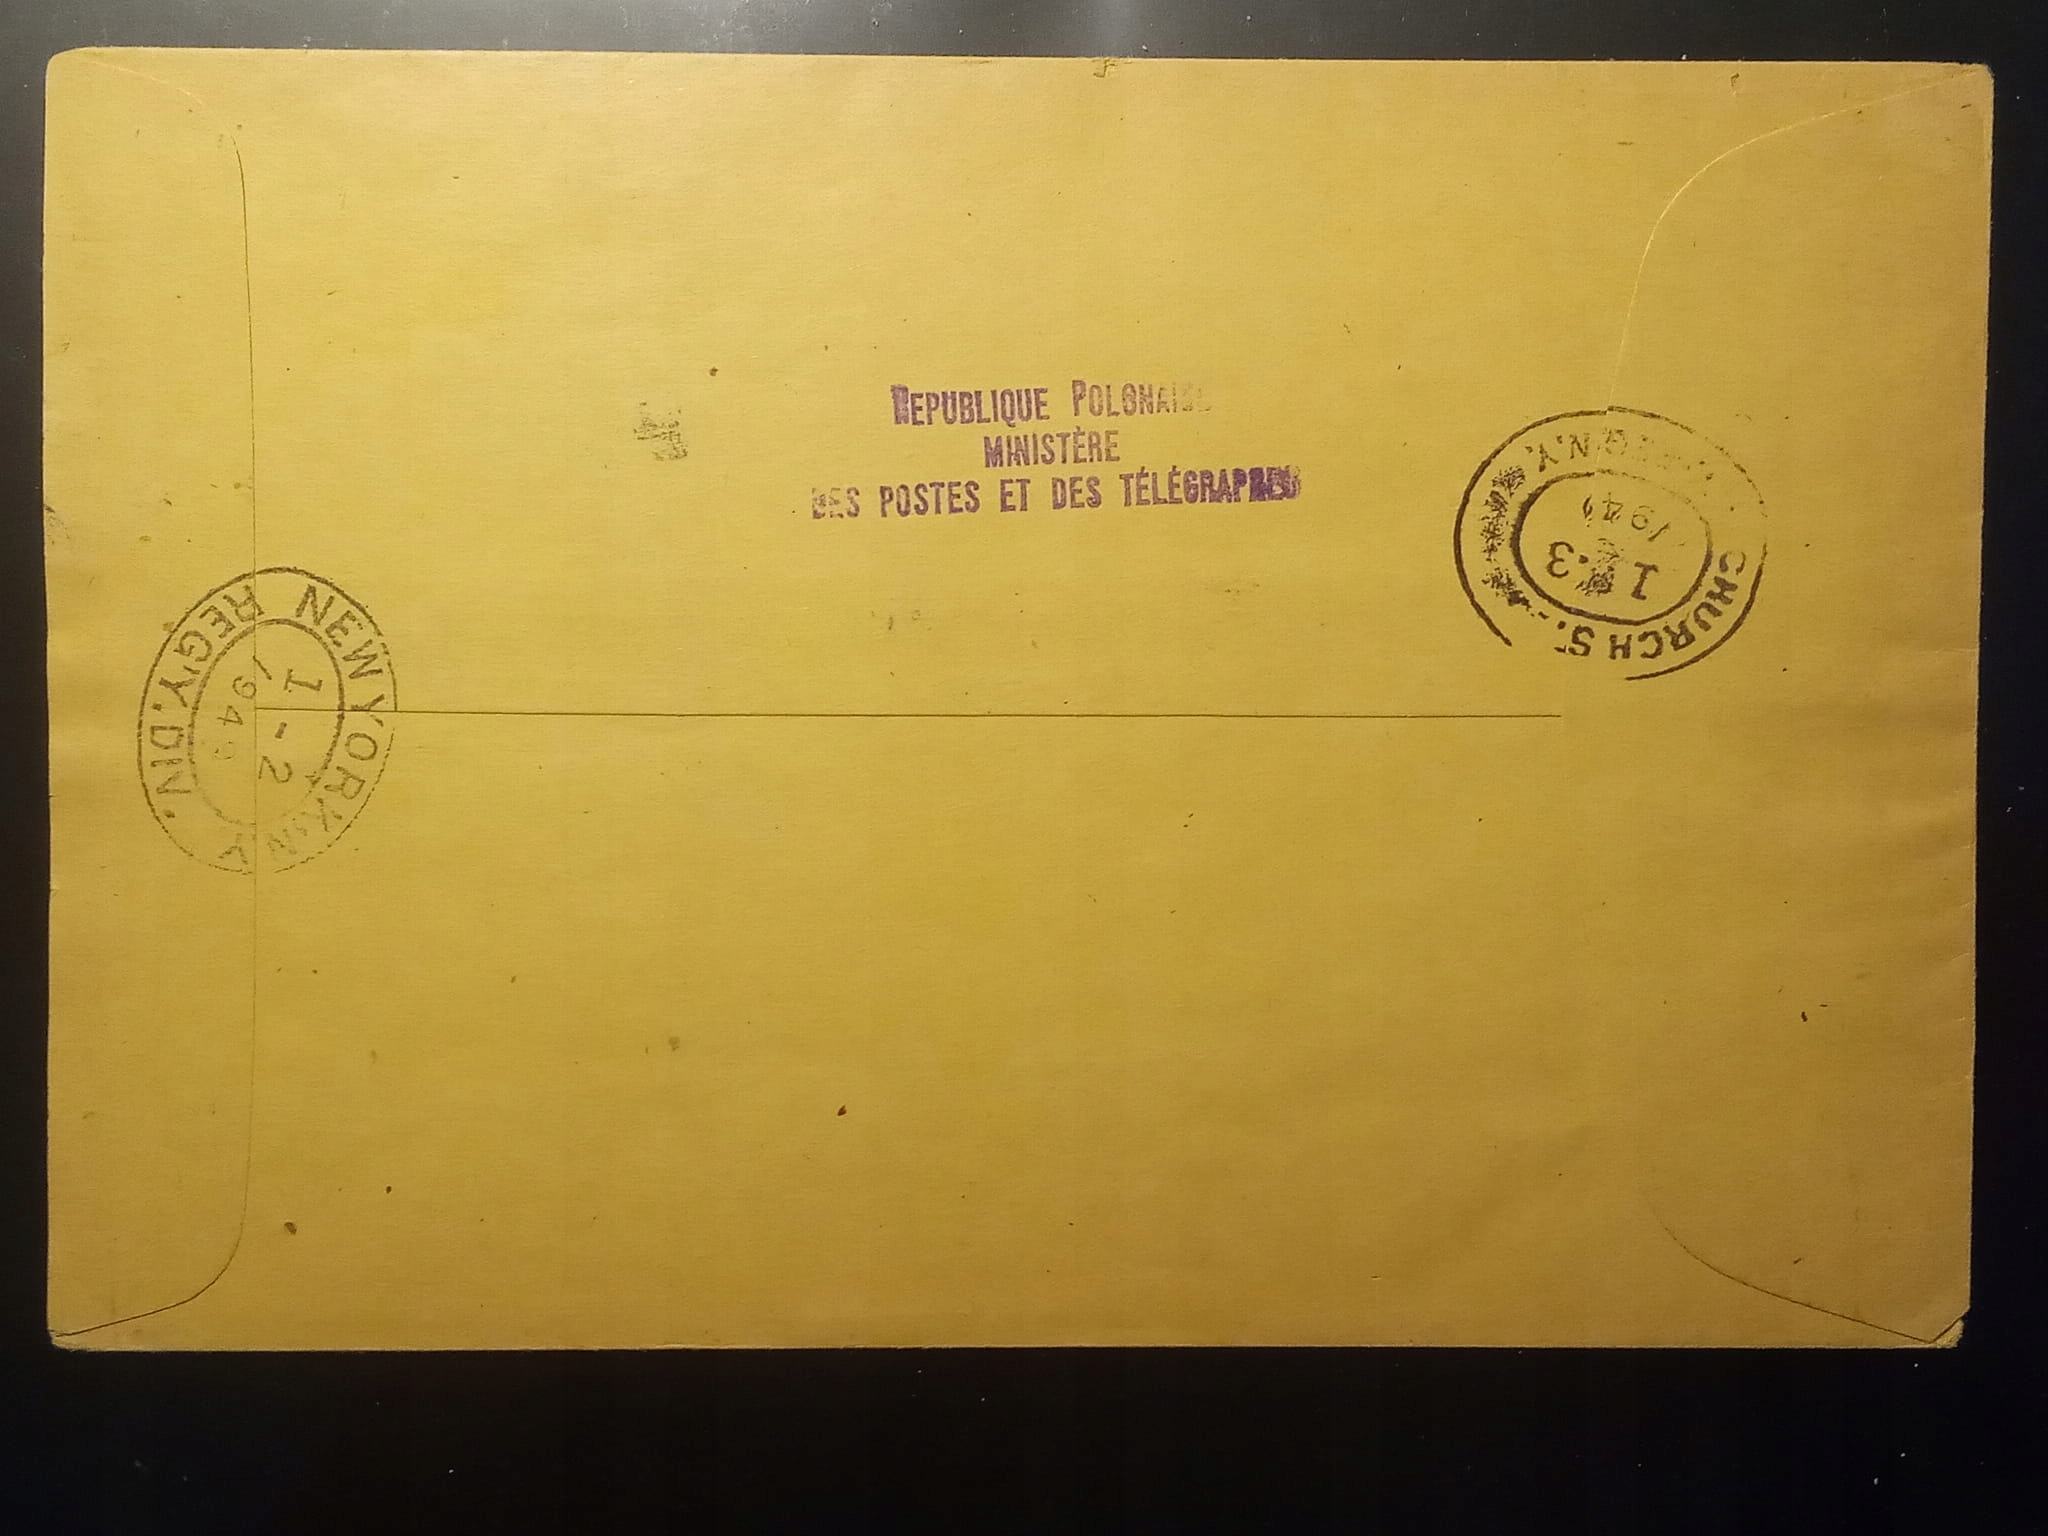 REPUBLIQUE POLONAISE
MINISTÈRE
DES POSTES ET DES TÉLÉGRAPHES
NEW YORK, N.Y.
REG'Y. DIV.
1 - 2
194
CHURCH ST.
N.Y.
1-3
194